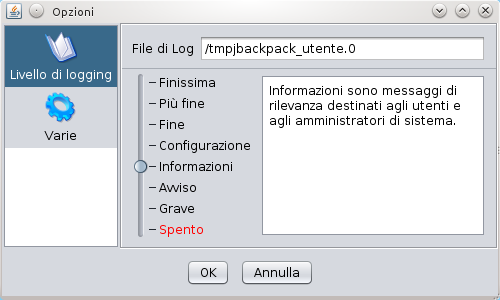 Opzioni
Livello di logging
Varie
File di Log /tmpjbackpack_utente.0
Finissima
Più fine
Fine
Configurazione
Informazioni
Avviso
Grave
Spento
Informazioni sono messaggi di
rilevanza destinati agli utenti e
agli amministratori di sistema.
OK
Annulla